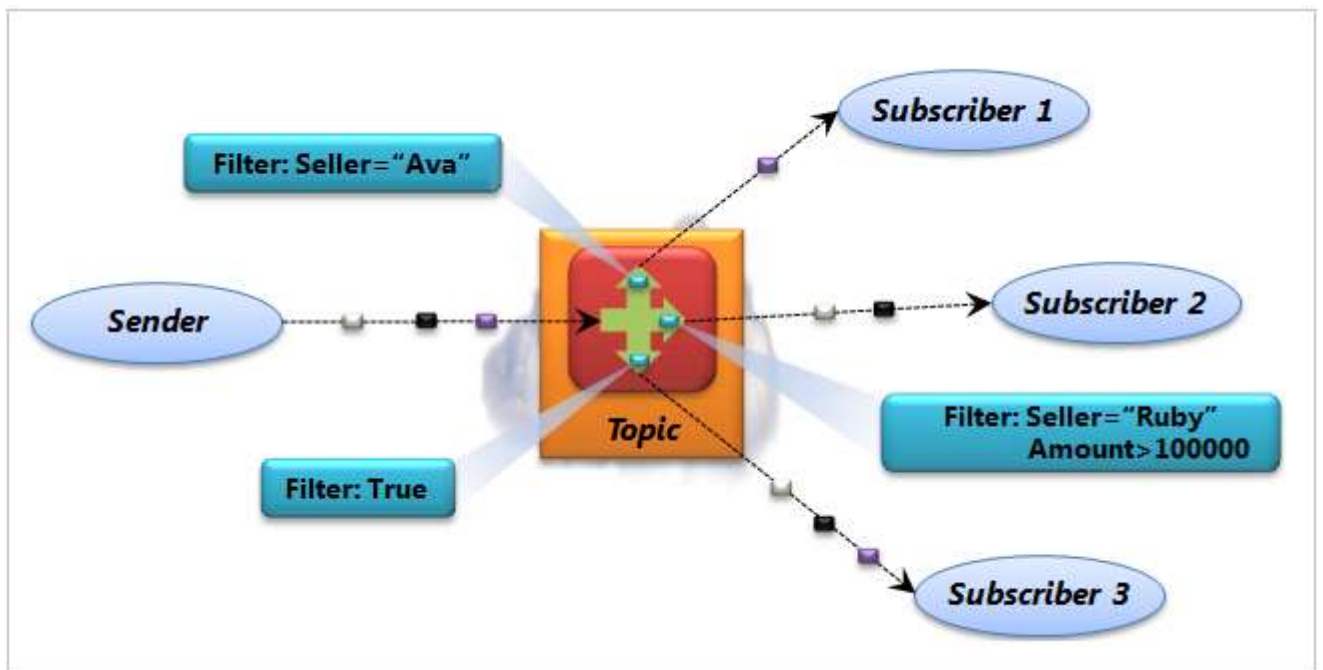 Subscriber 1
Filter: Seller=“Ava”
Sender
Subscriber 2
Topic
Filter: Seller=“Ruby”
Amount>100000
Filter: True
Subscriber 3